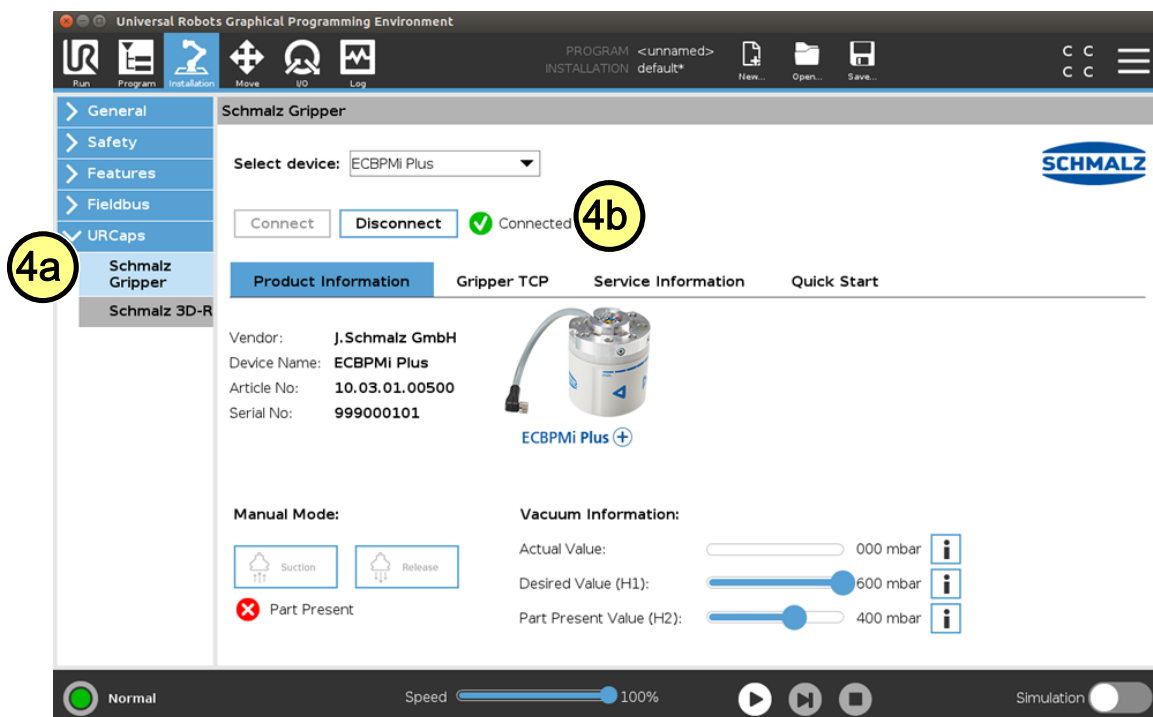 Universal Robots Graphical Programming Environment
UR
Run
Program
Installation
Move
I/O
Log
PROGRAM <unnamed>
INSTALLATION default*
New...
Open...
Save...
C C
C C
General
Safety
Features
Fieldbus
URCaps
4a
Schmalz
Gripper
Schmalz 3D-R
Schmalz Gripper
Select device: ECBPMi Plus
SCHMALZ
Connect
Disconnect
Connected
4b
Product Information
Gripper TCP
Service Information
Quick Start
Vendor: J.Schmalz GmbH
Device Name: ECBPMi Plus
Article No: 10.03.01.00500
Serial No: 999000101
ECBPMi Plus +
Manual Mode:
Suction
Release
Part Present
Vacuum Information:
Actual Value: 000 mbar i
Desired Value (H1): 600 mbar i
Part Present Value (H2): 400 mbar i
Normal
Speed 100%
Simulation